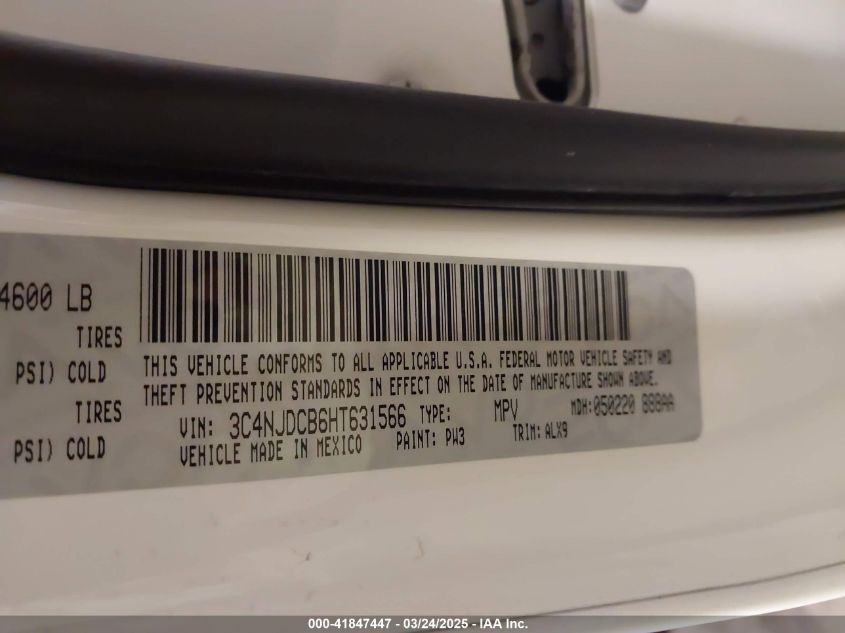 4600 LB
TIRES
PSI) COLD
TIRES
PSI) COLD
THIS VEHICLE CONFORMS TO ALL APPLICABLE U.S.A. FEDERAL MOTOR VEHICLE SAFETY AND
THEFT PREVENTION STANDARDS IN EFFECT ON THE DATE OF MANUFACTURE SHOWN ABOVE.
VIN: 3C4NJDCB6HT631566 TYPE: MPV MDH: 050220 888AA
VEHICLE MADE IN MEXICO PAINT: PW3 TRIM: ALX9
000-41847447 - 03/24/2025 - IAA Inc.